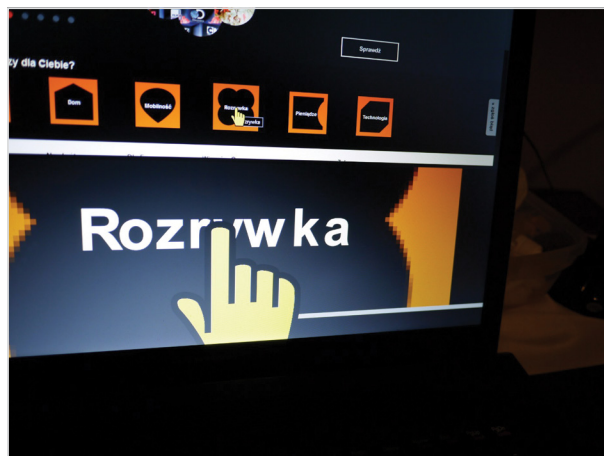 zy dla Ciebie?
Sprawdź
Dom
Mobilność
Rozrywka
Pieniądze
Technologie
Rozrywka